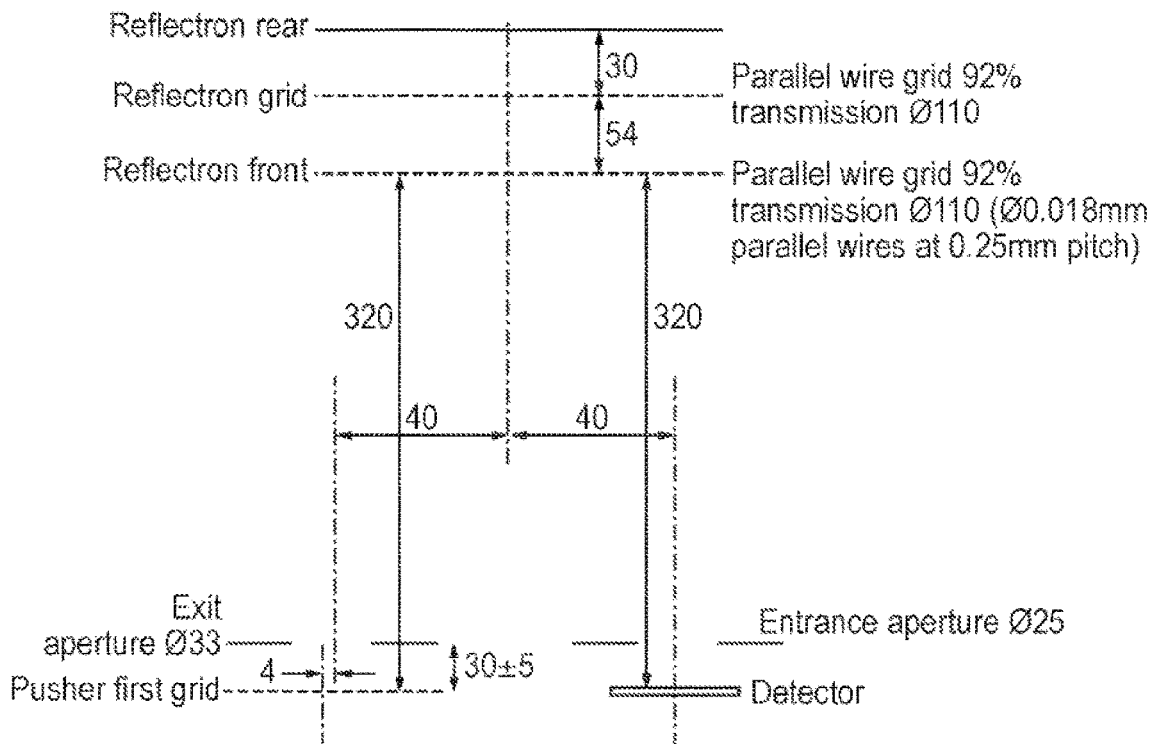 Reflectron rear
30
Reflectron grid
Parallel wire grid 92%
transmission Ø110
54
Reflectron front
Parallel wire grid 92%
transmission Ø110 (Ø0.018mm
parallel wires at 0.25mm pitch)
320
320
40
40
Exit
aperture Ø33
Entrance aperture Ø25
4
30±5
Pusher first grid
Detector